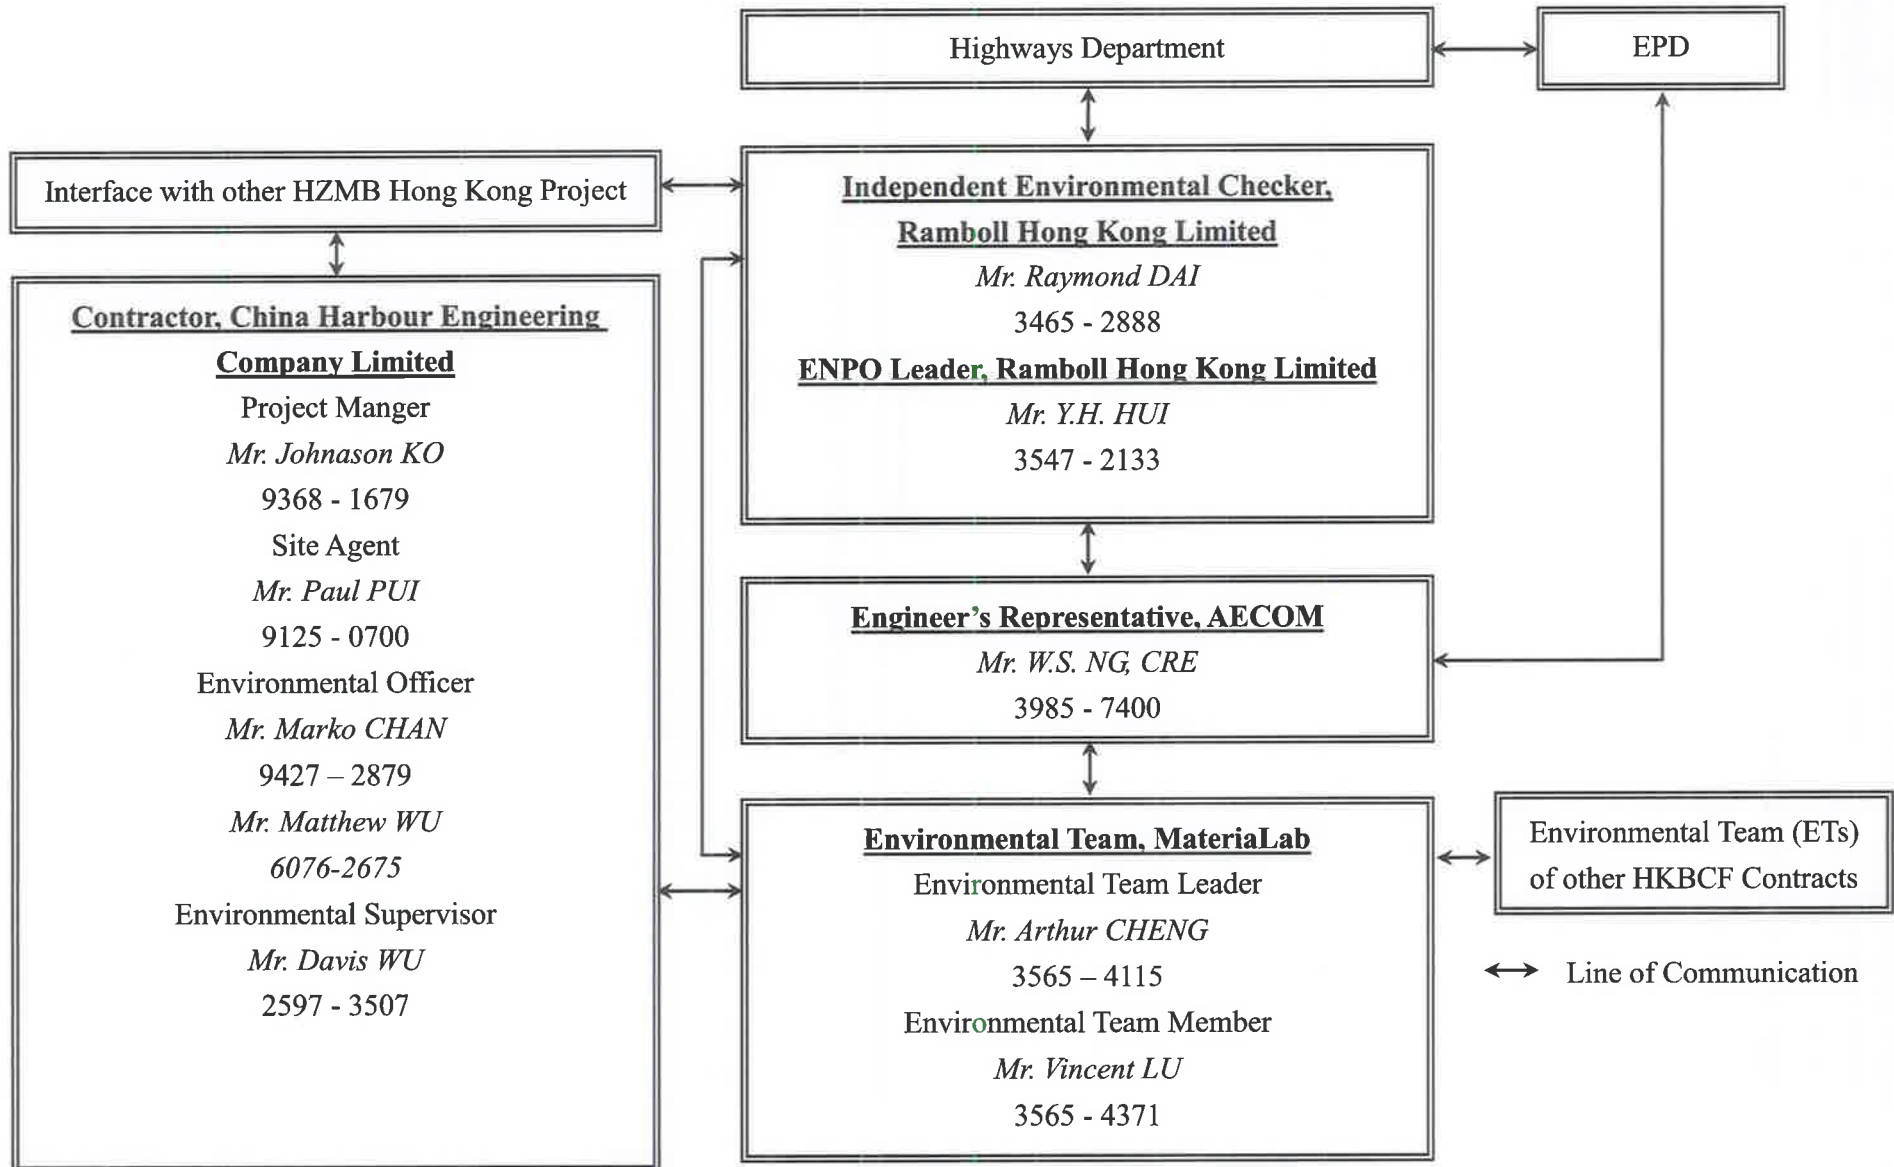 Highways Department
EPD
Interface with other HZMB Hong Kong Project
Independent Environmental Checker,
Ramboll Hong Kong Limited
Mr. Raymond DAI
3465 - 2888
ENPO Leader, Ramboll Hong Kong Limited
Mr. Y.H. HUI
3547 - 2133
Contractor, China Harbour Engineering
Company Limited
Project Manger
Mr. Johnason KO
9368 - 1679
Site Agent
Mr. Paul PUI
9125 - 0700
Environmental Officer
Mr. Marko CHAN
9427 – 2879
Mr. Matthew WU
6076-2675
Environmental Supervisor
Mr. Davis WU
2597 - 3507
Engineer’s Representative, AECOM
Mr. W.S. NG, CRE
3985 - 7400
Environmental Team, MateriaLab
Environmental Team Leader
Mr. Arthur CHENG
3565 – 4115
Environmental Team Member
Mr. Vincent LU
3565 - 4371
Environmental Team (ETs)
of other HKBCF Contracts
Line of Communication